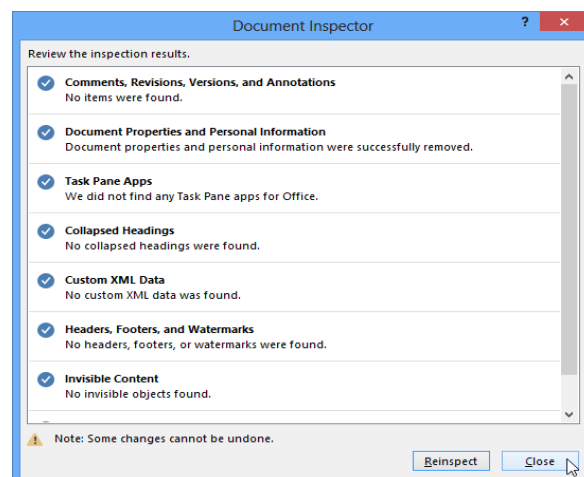 Document Inspector
?
Review the inspection results.
Comments, Revisions, Versions, and Annotations
No items were found.
Document Properties and Personal Information
Document properties and personal information were successfully removed.
Task Pane Apps
We did not find any Task Pane apps for Office.
Collapsed Headings
No collapsed headings were found.
Custom XML Data
No custom XML data was found.
Headers, Footers, and Watermarks
No headers, footers, or watermarks were found.
Invisible Content
No invisible objects found.
Note: Some changes cannot be undone.
Reinspect Close